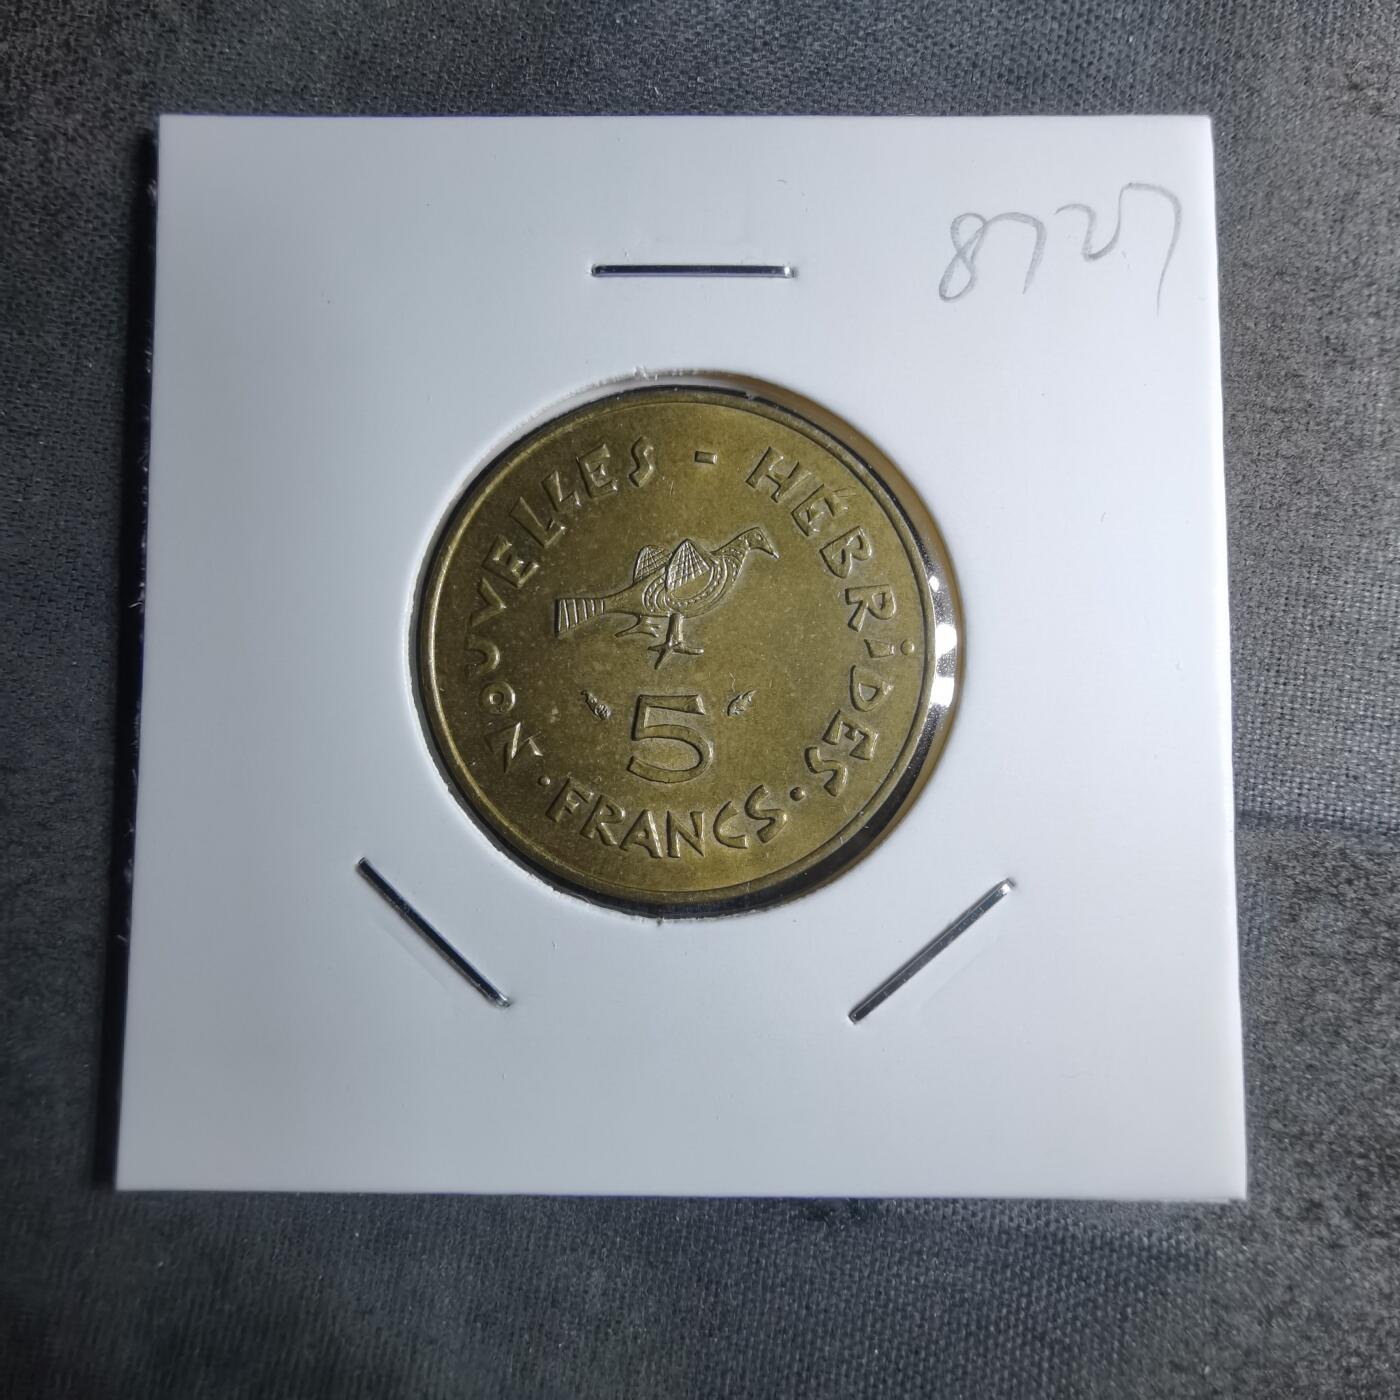 8727
NOUVELLES - HÉBRIDES
5
· FRANCS ·